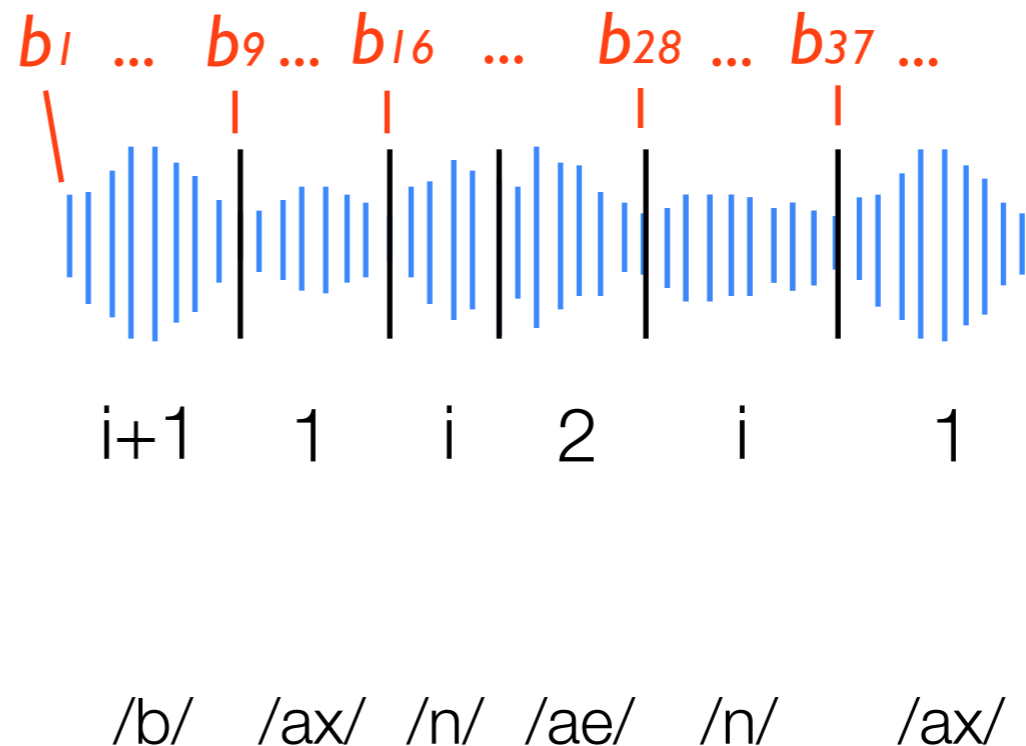 b1 ... b9 ... b16 ... b28 ... b37 ...
i+1 1 i 2 i 1
/b/ /ax/ /n/ /ae/ /n/ /ax/